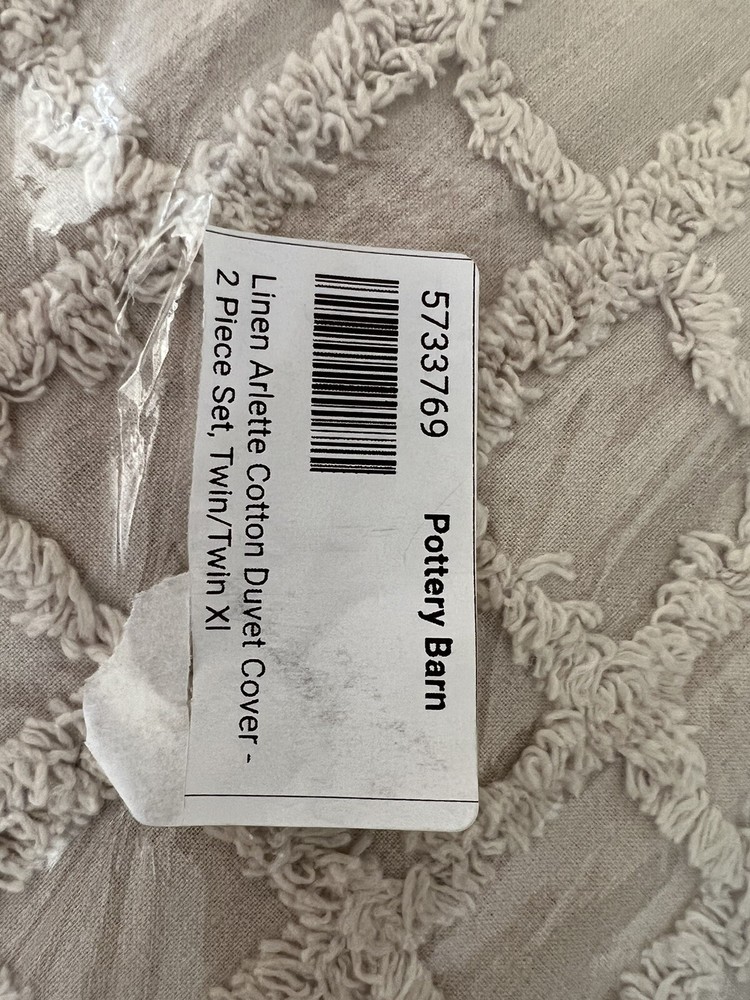 5733769 Pottery Barn
Linen Arlette Cotton Duvet Cover -
2 Piece Set, Twin/Twin Xl